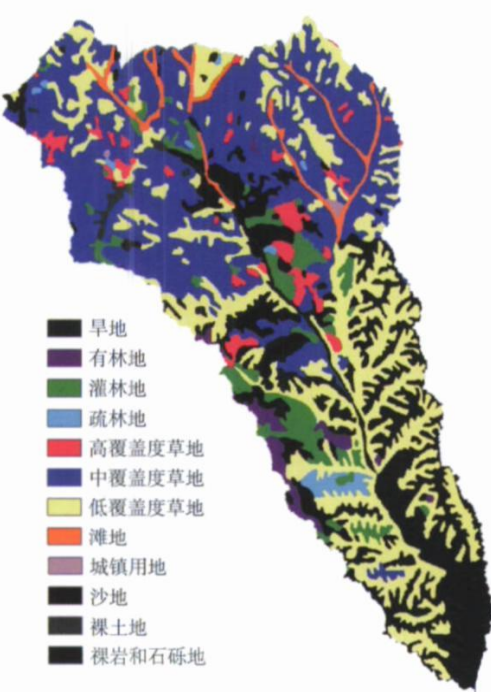 旱地
有林地
灌林地
疏林地
高覆盖度草地
中覆盖度草地
低覆盖度草地
滩地
城镇用地
沙地
裸土地
裸岩和石砾地